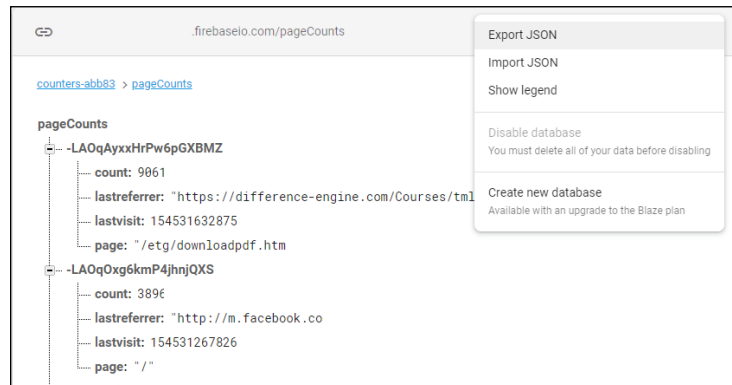 .firebaseio.com/pageCounts
Export JSON
Import JSON
Show legend
Disable database
You must delete all of your data before disabling
Create new database
Available with an upgrade to the Blaze plan
counters-abb83 > pageCounts
pageCounts
-LAOqAyxxHrPw6pGXBMZ
count: 9061
lastreferrer: "https://difference-engine.com/Courses/tml
lastvisit: 154531632875
page: "/etg/downloadpdf.htm
-LAOqOxg6kmP4jhnjQXS
count: 3896
lastreferrer: "http://m.facebook.co
lastvisit: 154531267826
page: "/"